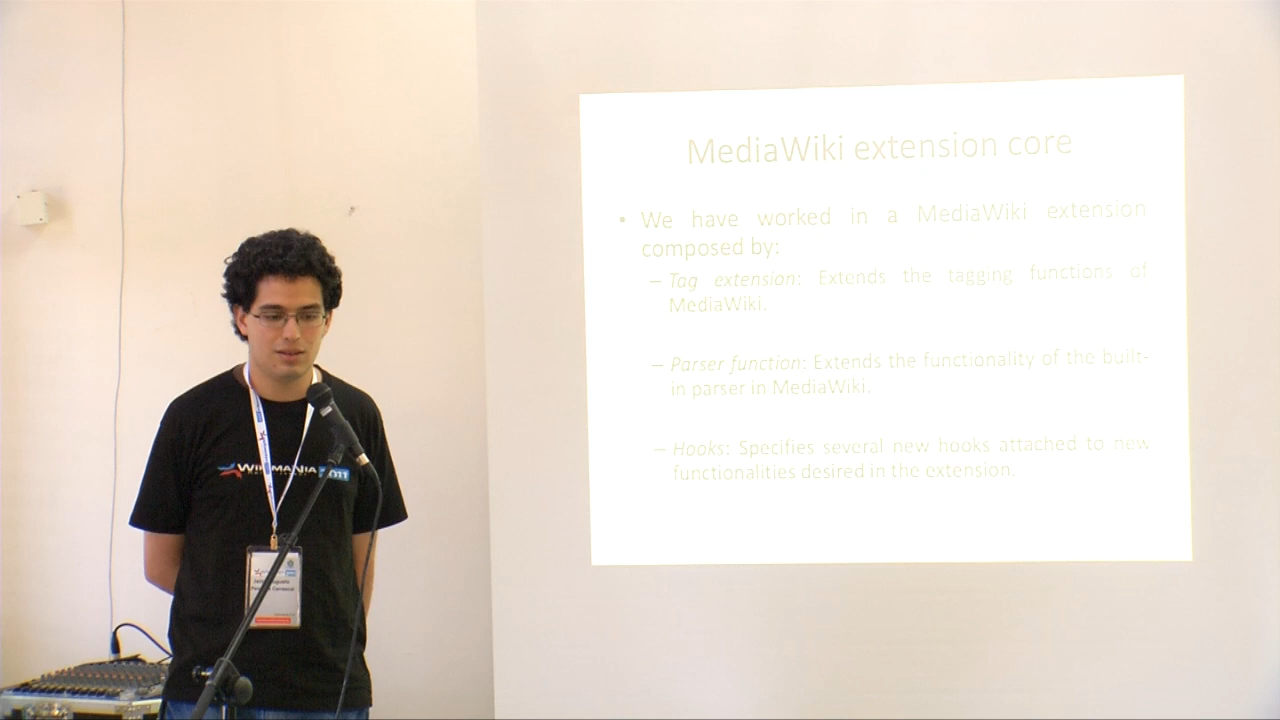 MediaWiki extension core
• We have worked in a MediaWiki extension
composed by:
– Tag extension: Extends the tagging functions of
MediaWiki.
– Parser function: Extends the functionality of the built-
in parser in MediaWiki.
– Hooks: Specifies several new hooks attached to new
functionalities desired in the extension.
WIKIMANIA 2011
Carrascal